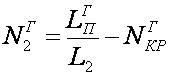 N₂^Г = L_П^Г / L₂ − N_КР^Г